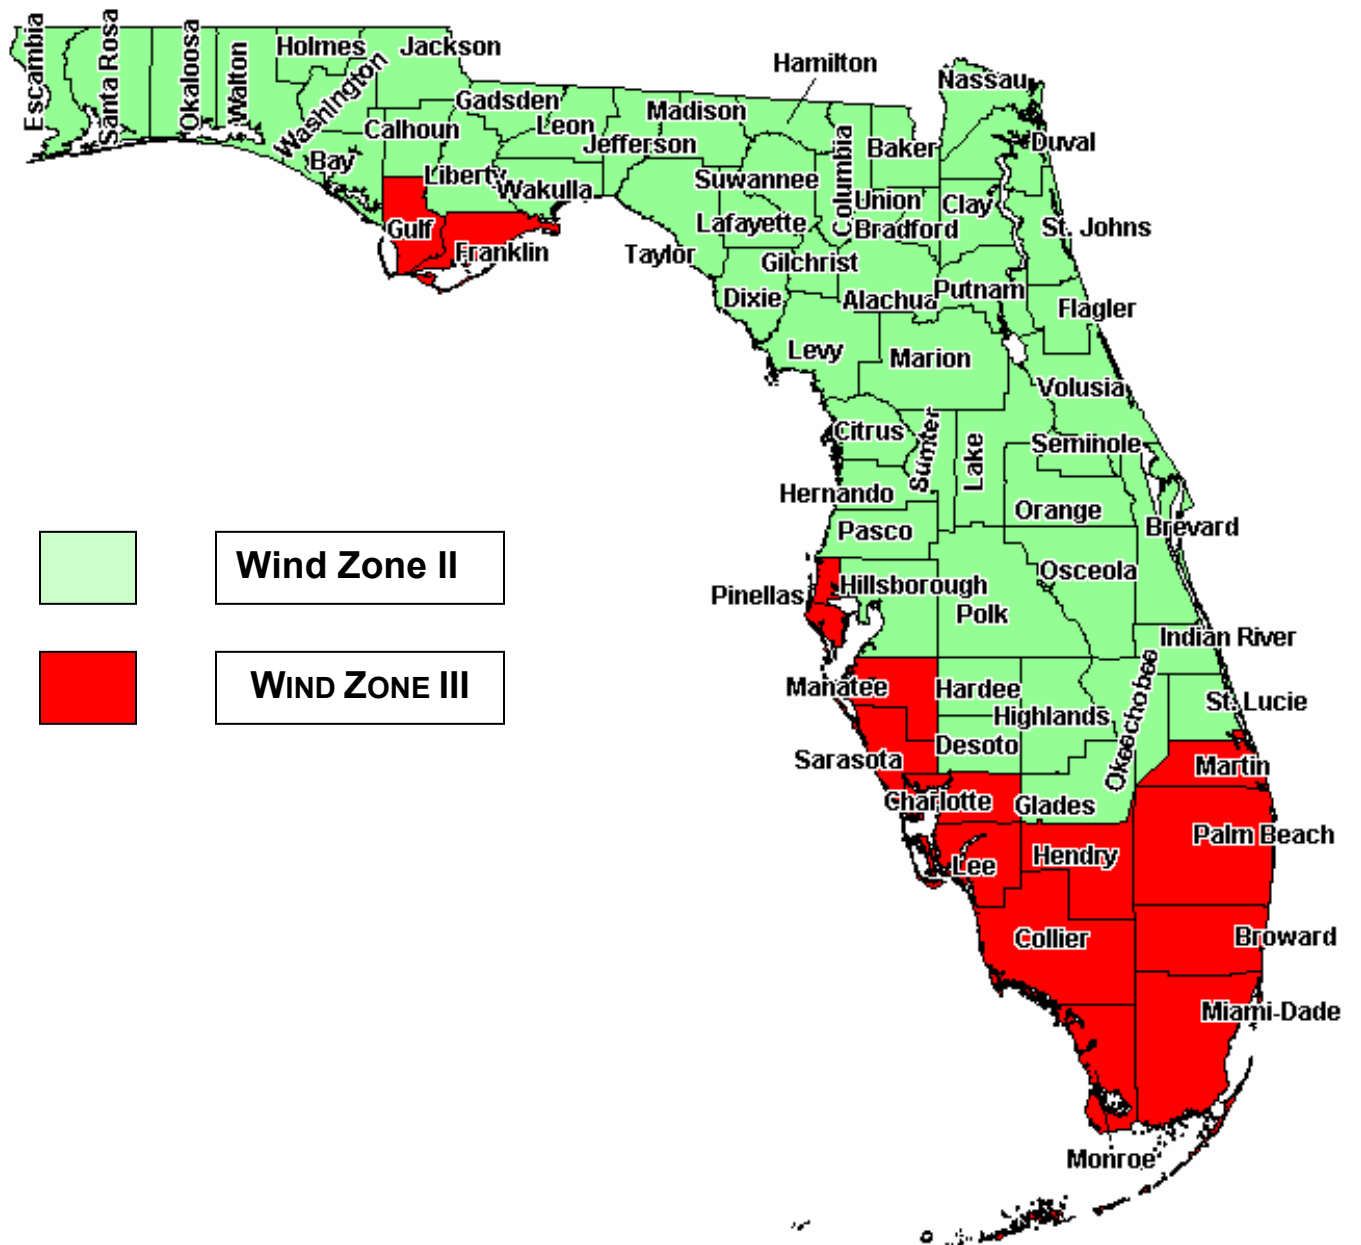 Escambia
Santa Rosa
Okaloosa
Walton
Holmes
Washington
Jackson
Bay
Calhoun
Gulf
Liberty
Gadsden
Franklin
Leon
Wakulla
Jefferson
Madison
Taylor
Hamilton
Suwannee
Lafayette
Dixie
Columbia
Gilchrist
Baker
Union
Bradford
Alachua
Levy
Nassau
Duval
Clay
St. Johns
Putnam
Flagler
Marion
Volusia
Citrus
Sumter
Lake
Seminole
Hernando
Orange
Pasco
Brevard
Wind Zone II
Pinellas
Hillsborough
Polk
Osceola
Indian River
WIND ZONE III
Manatee
Hardee
Highlands
Okeechobee
St. Lucie
Sarasota
Desoto
Martin
Charlotte
Glades
Palm Beach
Lee
Hendry
Collier
Broward
Miami-Dade
Monroe